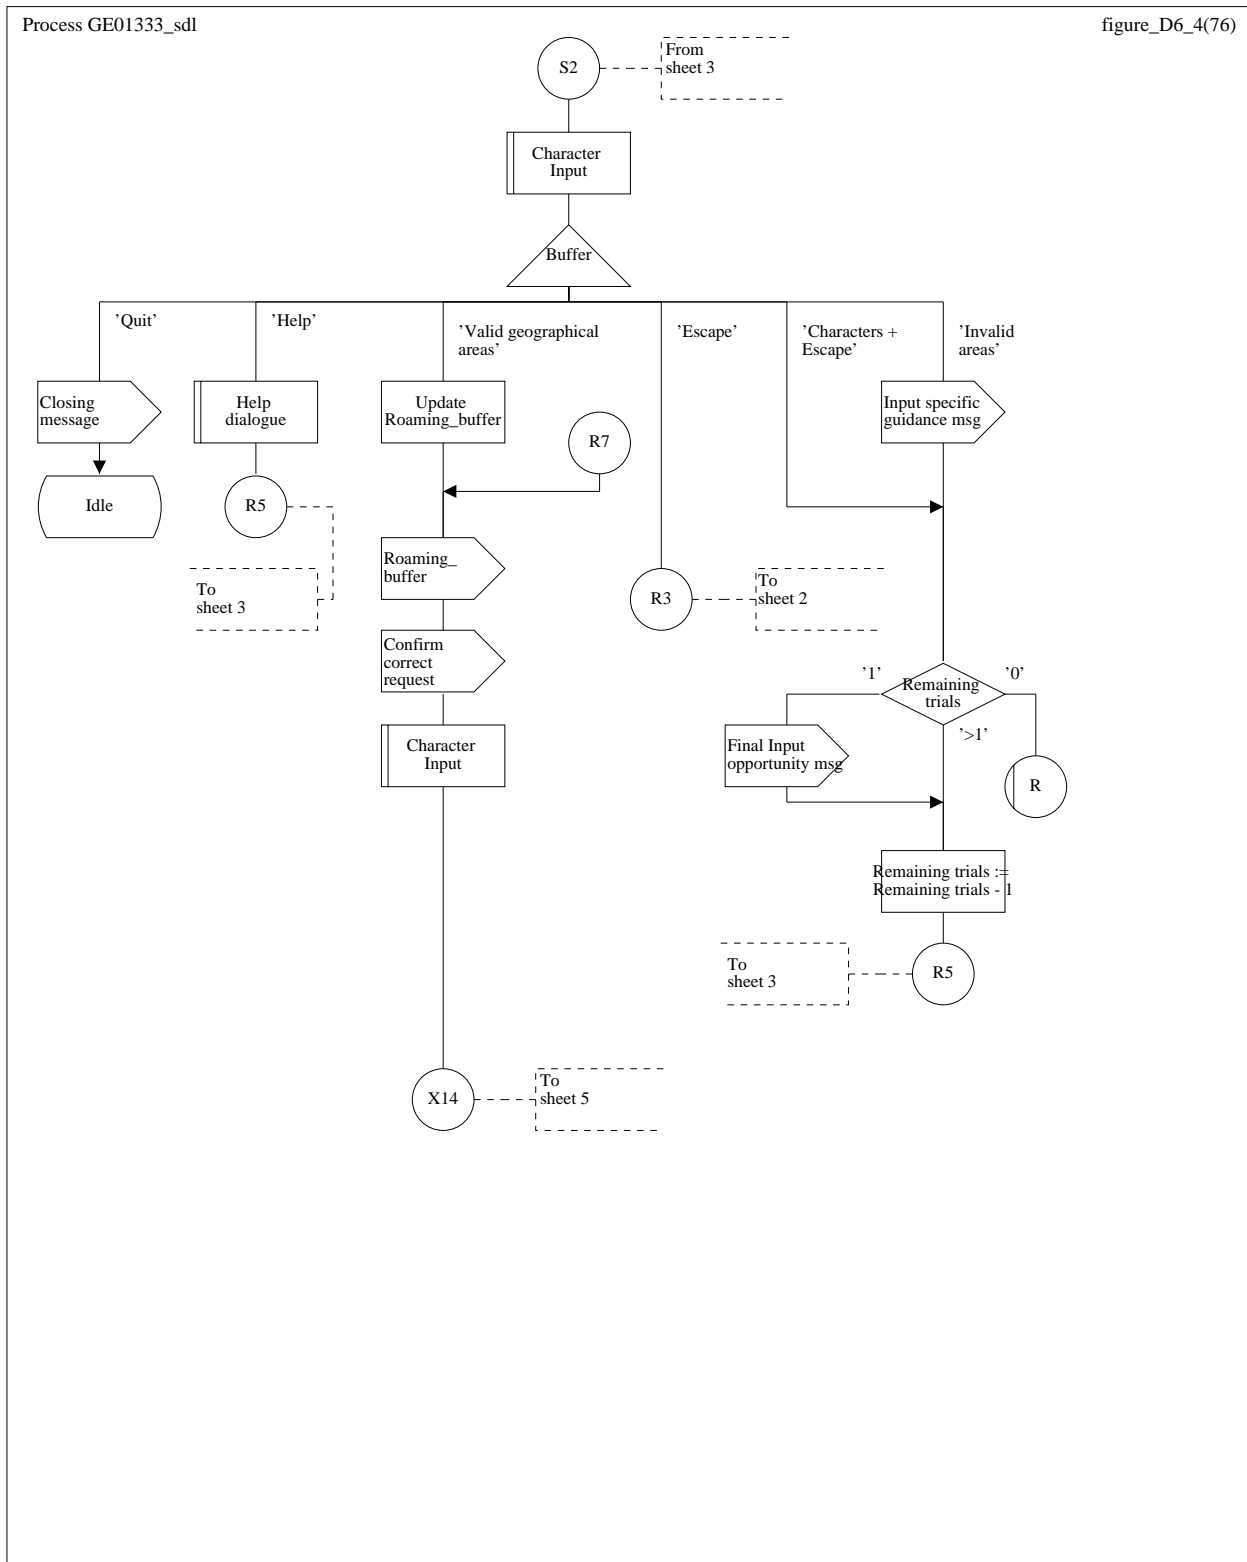 Process GE01333_sdl
figure_D6_4(76)
S2
From
sheet 3
Character
Input
Buffer
'Quit'
'Help'
'Valid geographical
areas'
'Escape'
'Characters +
Escape'
'Invalid
areas'
Closing
message
Help
dialogue
Update
Roaming_buffer
R7
Input specific
guidance msg
Idle
R5
Roaming_
buffer
To
sheet 3
R3
To
sheet 2
Confirm
correct
request
'1'
Remaining
trials
'0'
'>1'
Character
Input
Final Input
opportunity msg
R
Remaining trials :=
Remaining trials - 1
To
sheet 3
R5
X14
To
sheet 5